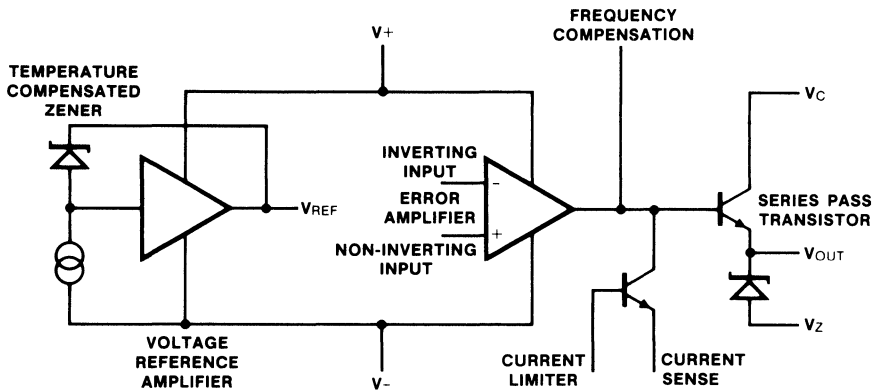 FREQUENCY
COMPENSATION
V+
TEMPERATURE
COMPENSATED
ZENER
VC
INVERTING
INPUT
-
ERROR
AMPLIFIER
+
NON-INVERTING
INPUT
VREF
SERIES PASS
TRANSISTOR
VOUT
VZ
VOLTAGE
REFERENCE
AMPLIFIER
V-
CURRENT
LIMITER
CURRENT
SENSE